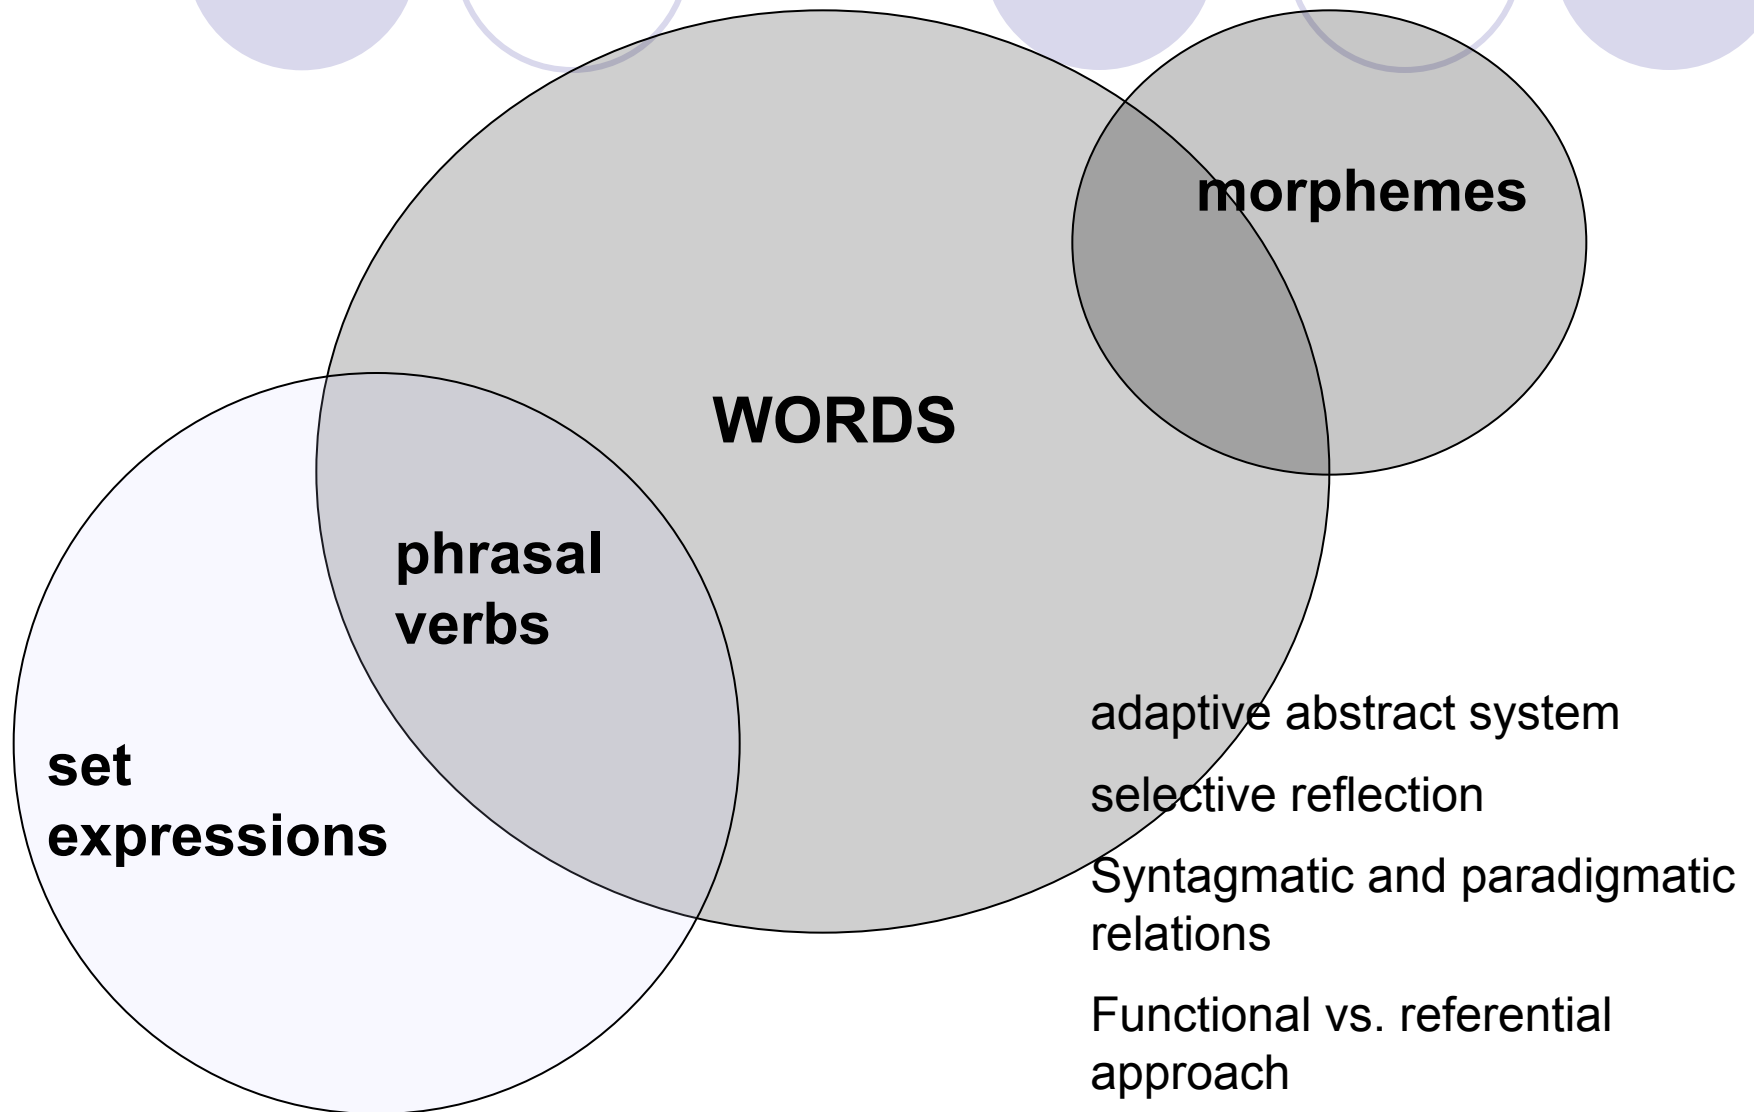 morphemes
WORDS
phrasal
verbs
set
expressions
adaptive abstract system
selective reflection
Syntagmatic and paradigmatic
relations
Functional vs. referential
approach